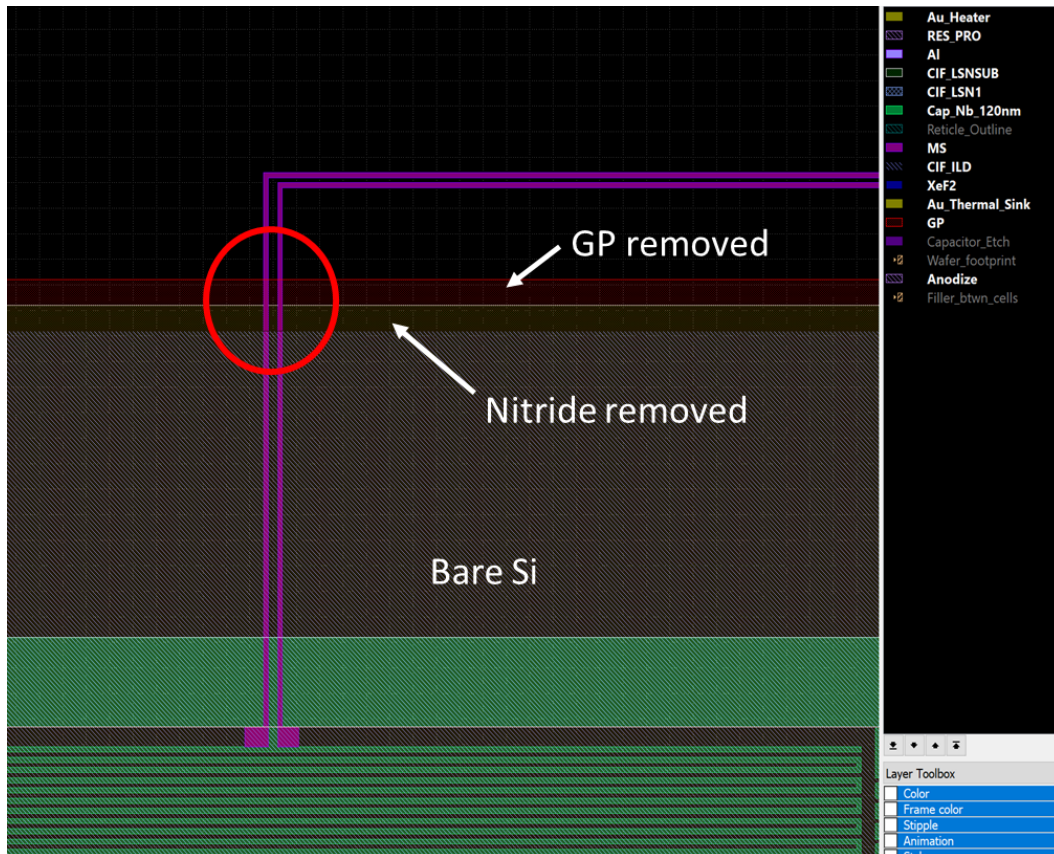 Au_Heater
RES_PRO
Al
CIF_LSNSUB
CIF_LSN1
Cap_Nb_120nm
Reticle_Outline
MS
CIF_ILD
XeF2
Au_Thermal_Sink
GP
Capacitor_Etch
Wafer_footprint
Anodize
Filler_btwn_cells
GP removed
Nitride removed
Bare Si
Layer Toolbox
Color
Frame color
Stipple
Animation